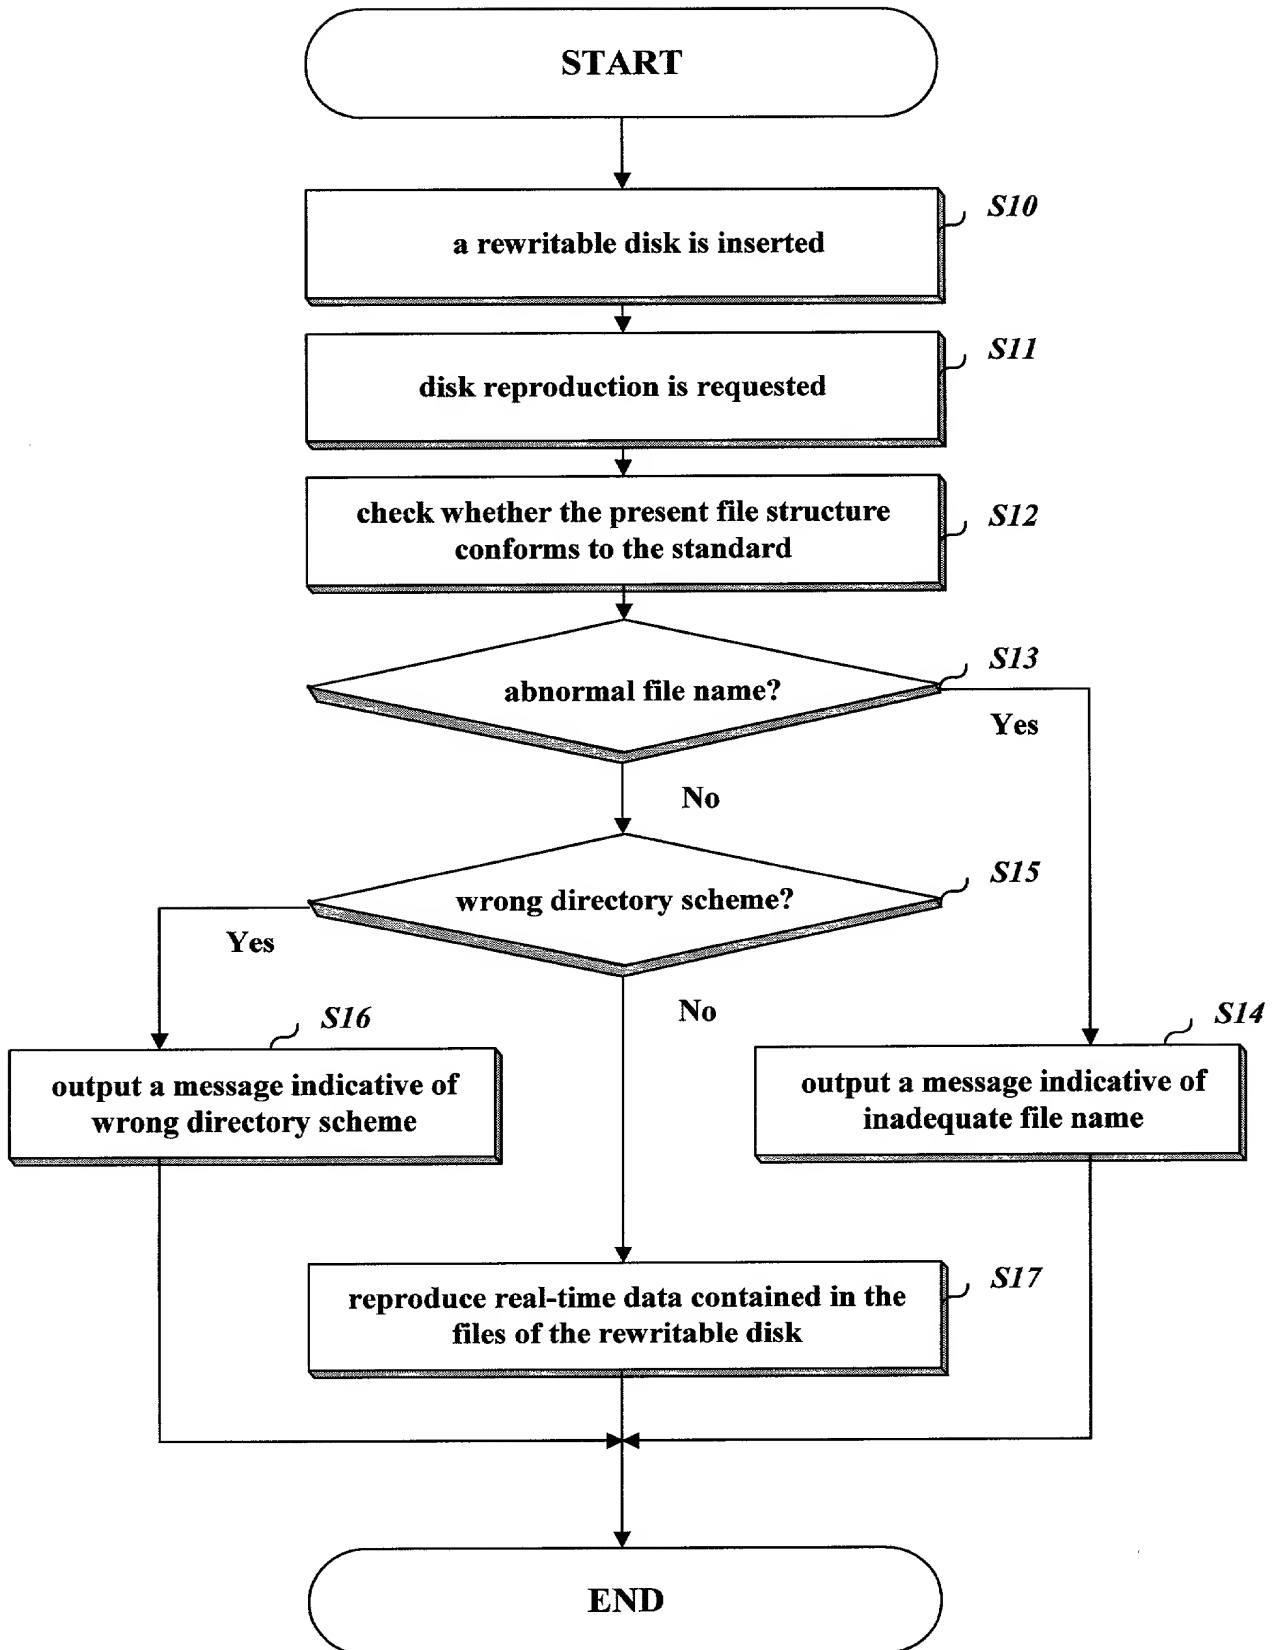 START
S10
a rewritable disk is inserted
S11
disk reproduction is requested
check whether the present file structure
conforms to the standard
S12
S13
abnormal file name?
Yes
No
S15
wrong directory scheme?
Yes
No
S16
S14
output a message indicative of
wrong directory scheme
output a message indicative of
inadequate file name
S17
reproduce real-time data contained in the
files of the rewritable disk
END